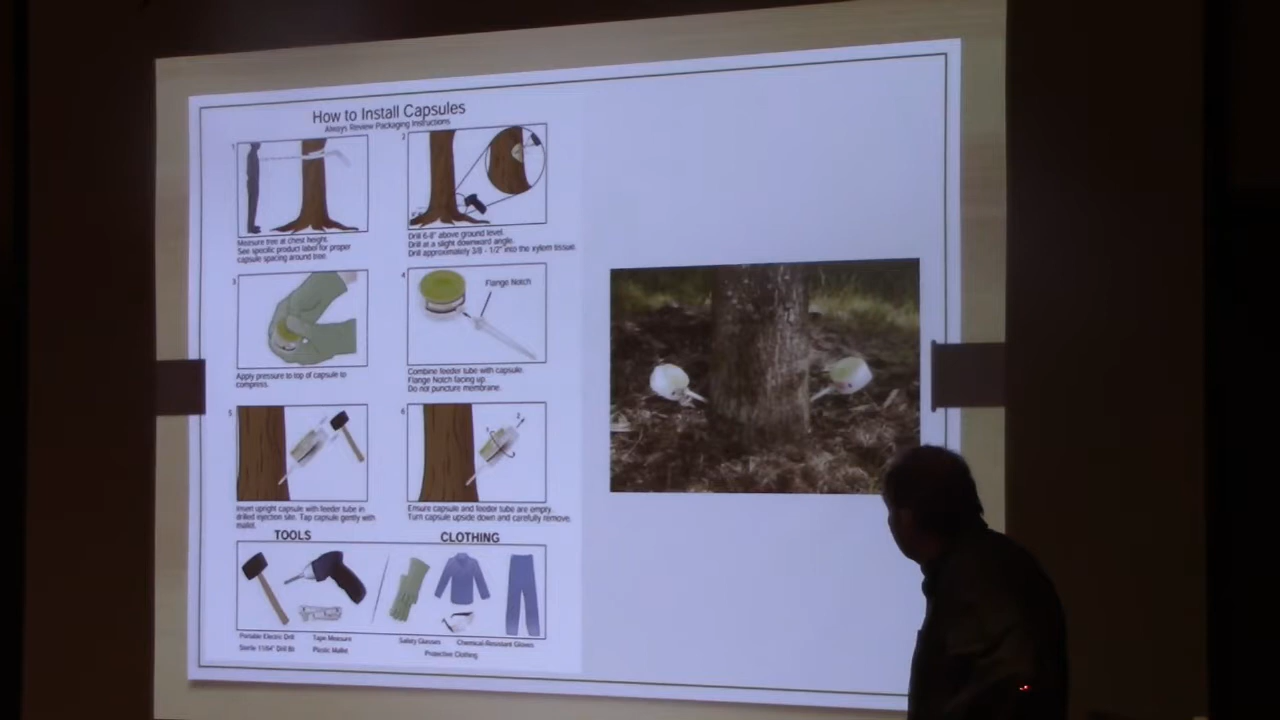 How to Install Capsules
Always Review Packaging Instructions
1
2
Measure tree at chest height.
See specific product label for proper
capsule spacing around tree.
Drill 6-8" above ground level.
Drill at a slight downward angle.
Drill approximately 3/8 - 1/2" into the xylem tissue.
3
4
Flange Notch
Apply pressure to top of capsule to
compress.
Combine feeder tube with capsule.
Flange Notch facing up.
Do not puncture membrane.
5
6
2
Insert upright capsule with feeder tube in
drilled injection site. Tap capsule gently with
mallet.
Ensure capsule and feeder tube are empty.
Turn capsule upside down and carefully remove.
TOOLS
CLOTHING
Portable Electric Drill
Tape Measure
Safety Glasses
Chemical-Resistant Gloves
Sterile 11/64" Drill Bit
Plastic Mallet
Protective Clothing